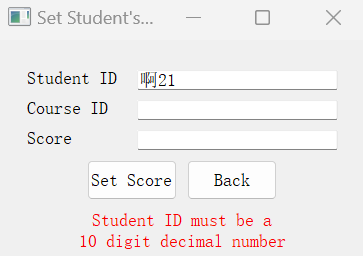 Set Student's...
Student ID 啊21
Course ID
Score
Set Score Back
Student ID must be a
10 digit decimal number